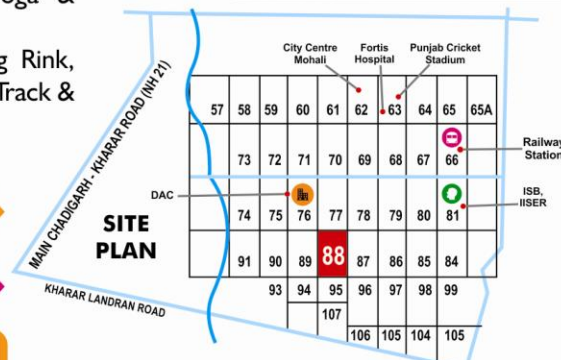 oga &
g Rink,
Track &
City Centre
Mohali
Fortis
Hospital
Punjab Cricket
Stadium
57 58 59 60 61 62 63 64 65 65A
73 72 71 70 69 68 67 66
Railway
Station
DAC
74 75 76 77 78 79 80 81
ISB,
IISER
MAIN CHADIGARH - KHARAR ROAD (NH 21)
SITE
PLAN
91 90 89 88 87 86 85 84
KHARAR LANDRAN ROAD
93 94 95 96 97 98 99
107
106 105 104 105